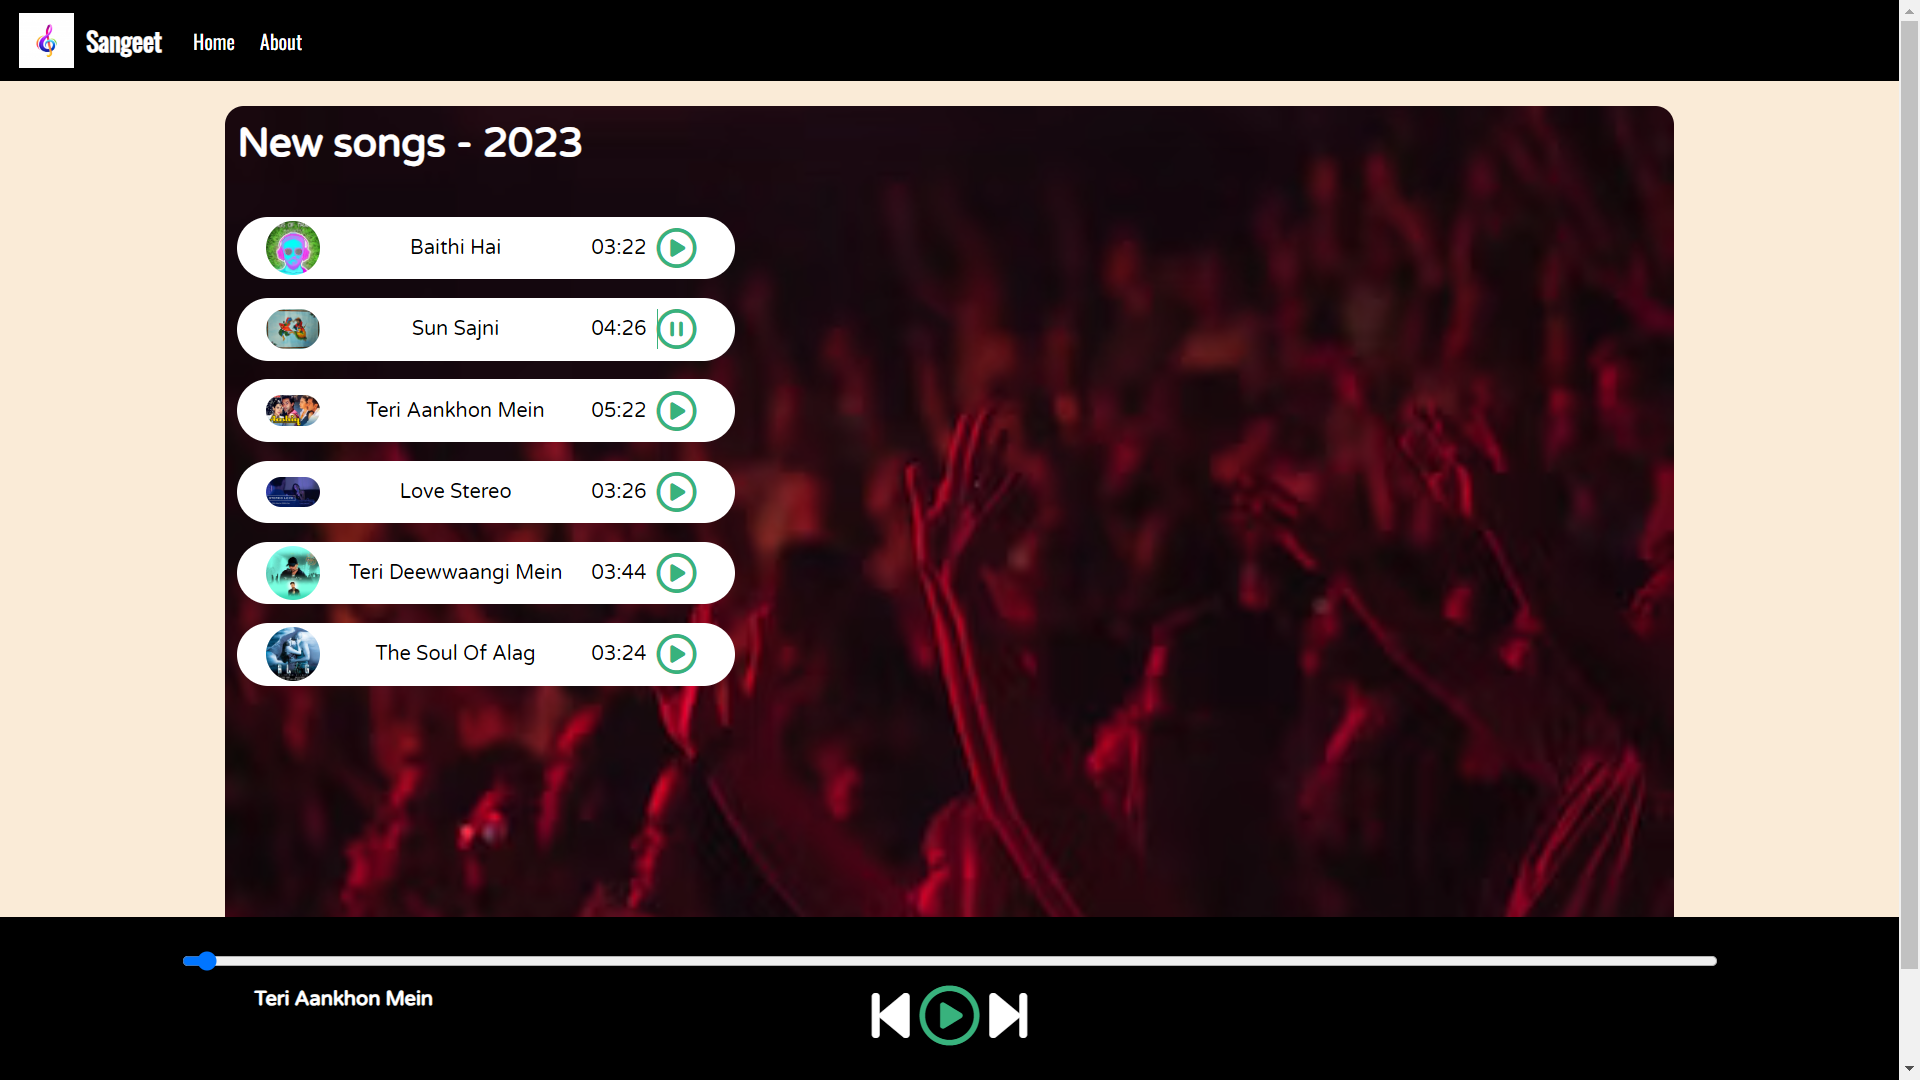 Sangeet Home About
New songs - 2023
Baithi Hai 03:22
Sun Sajni 04:26
Teri Aankhon Mein 05:22
Love Stereo 03:26
Teri Deewwaangi Mein 03:44
The Soul Of Alag 03:24
Teri Aankhon Mein